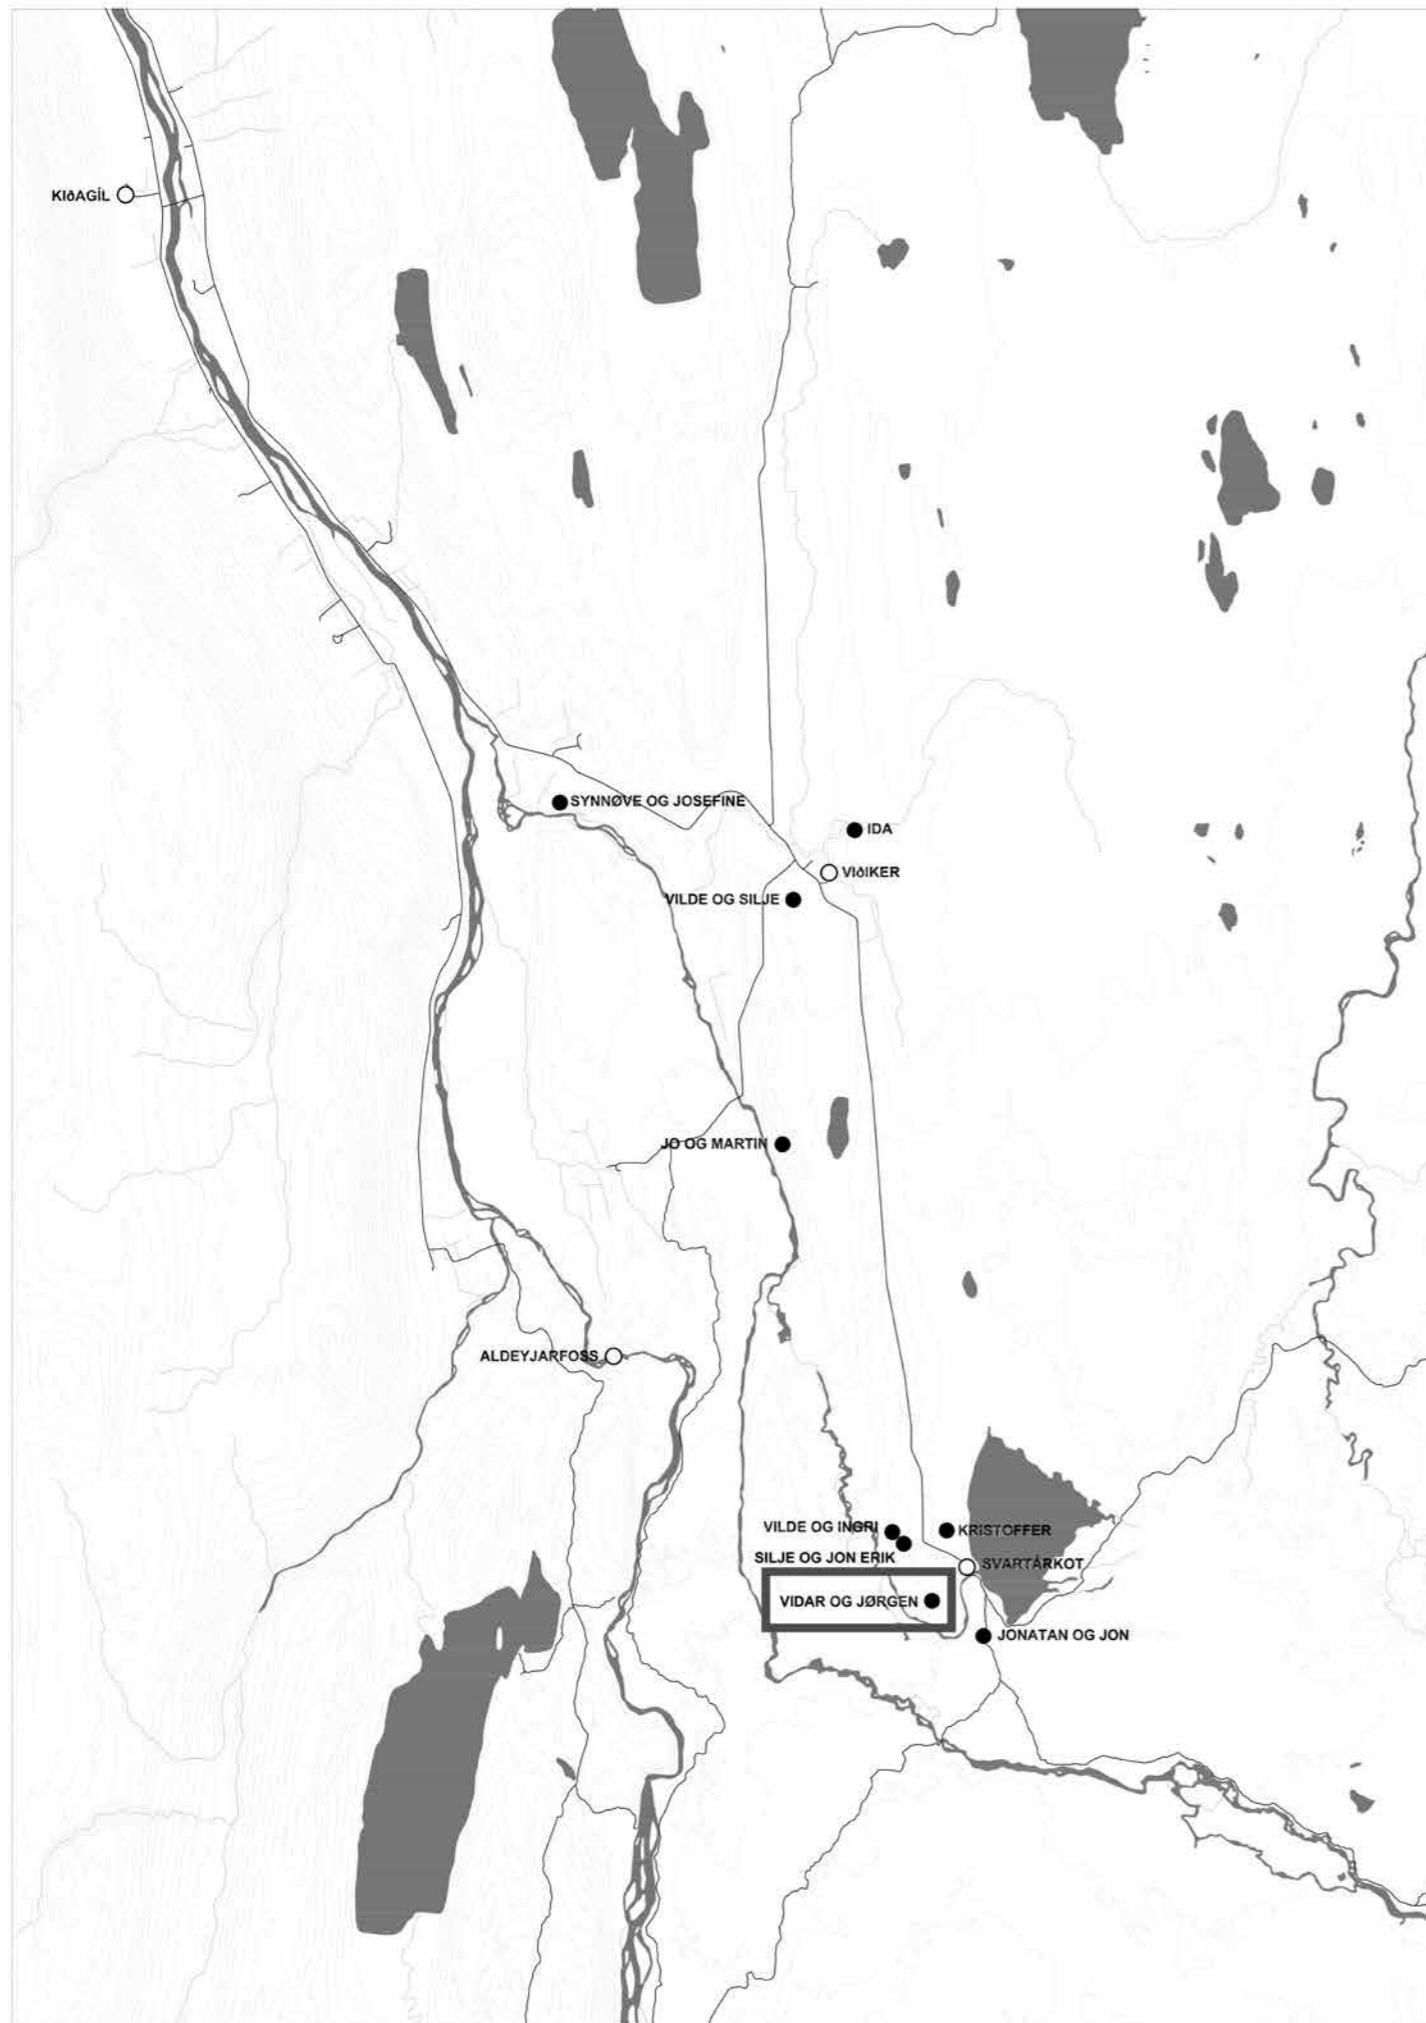 KIðAGÍL
SYNNØVE OG JOSEFINE
IDA
VIðIKER
VILDE OG SILJE
JO OG MARTIN
ALDEYJARFOSS
VILDE OG INGRI
KRISTOFFER
SILJE OG JON ERIK
SVARTÁRKOT
VIDAR OG JØRGEN
JONATAN OG JON